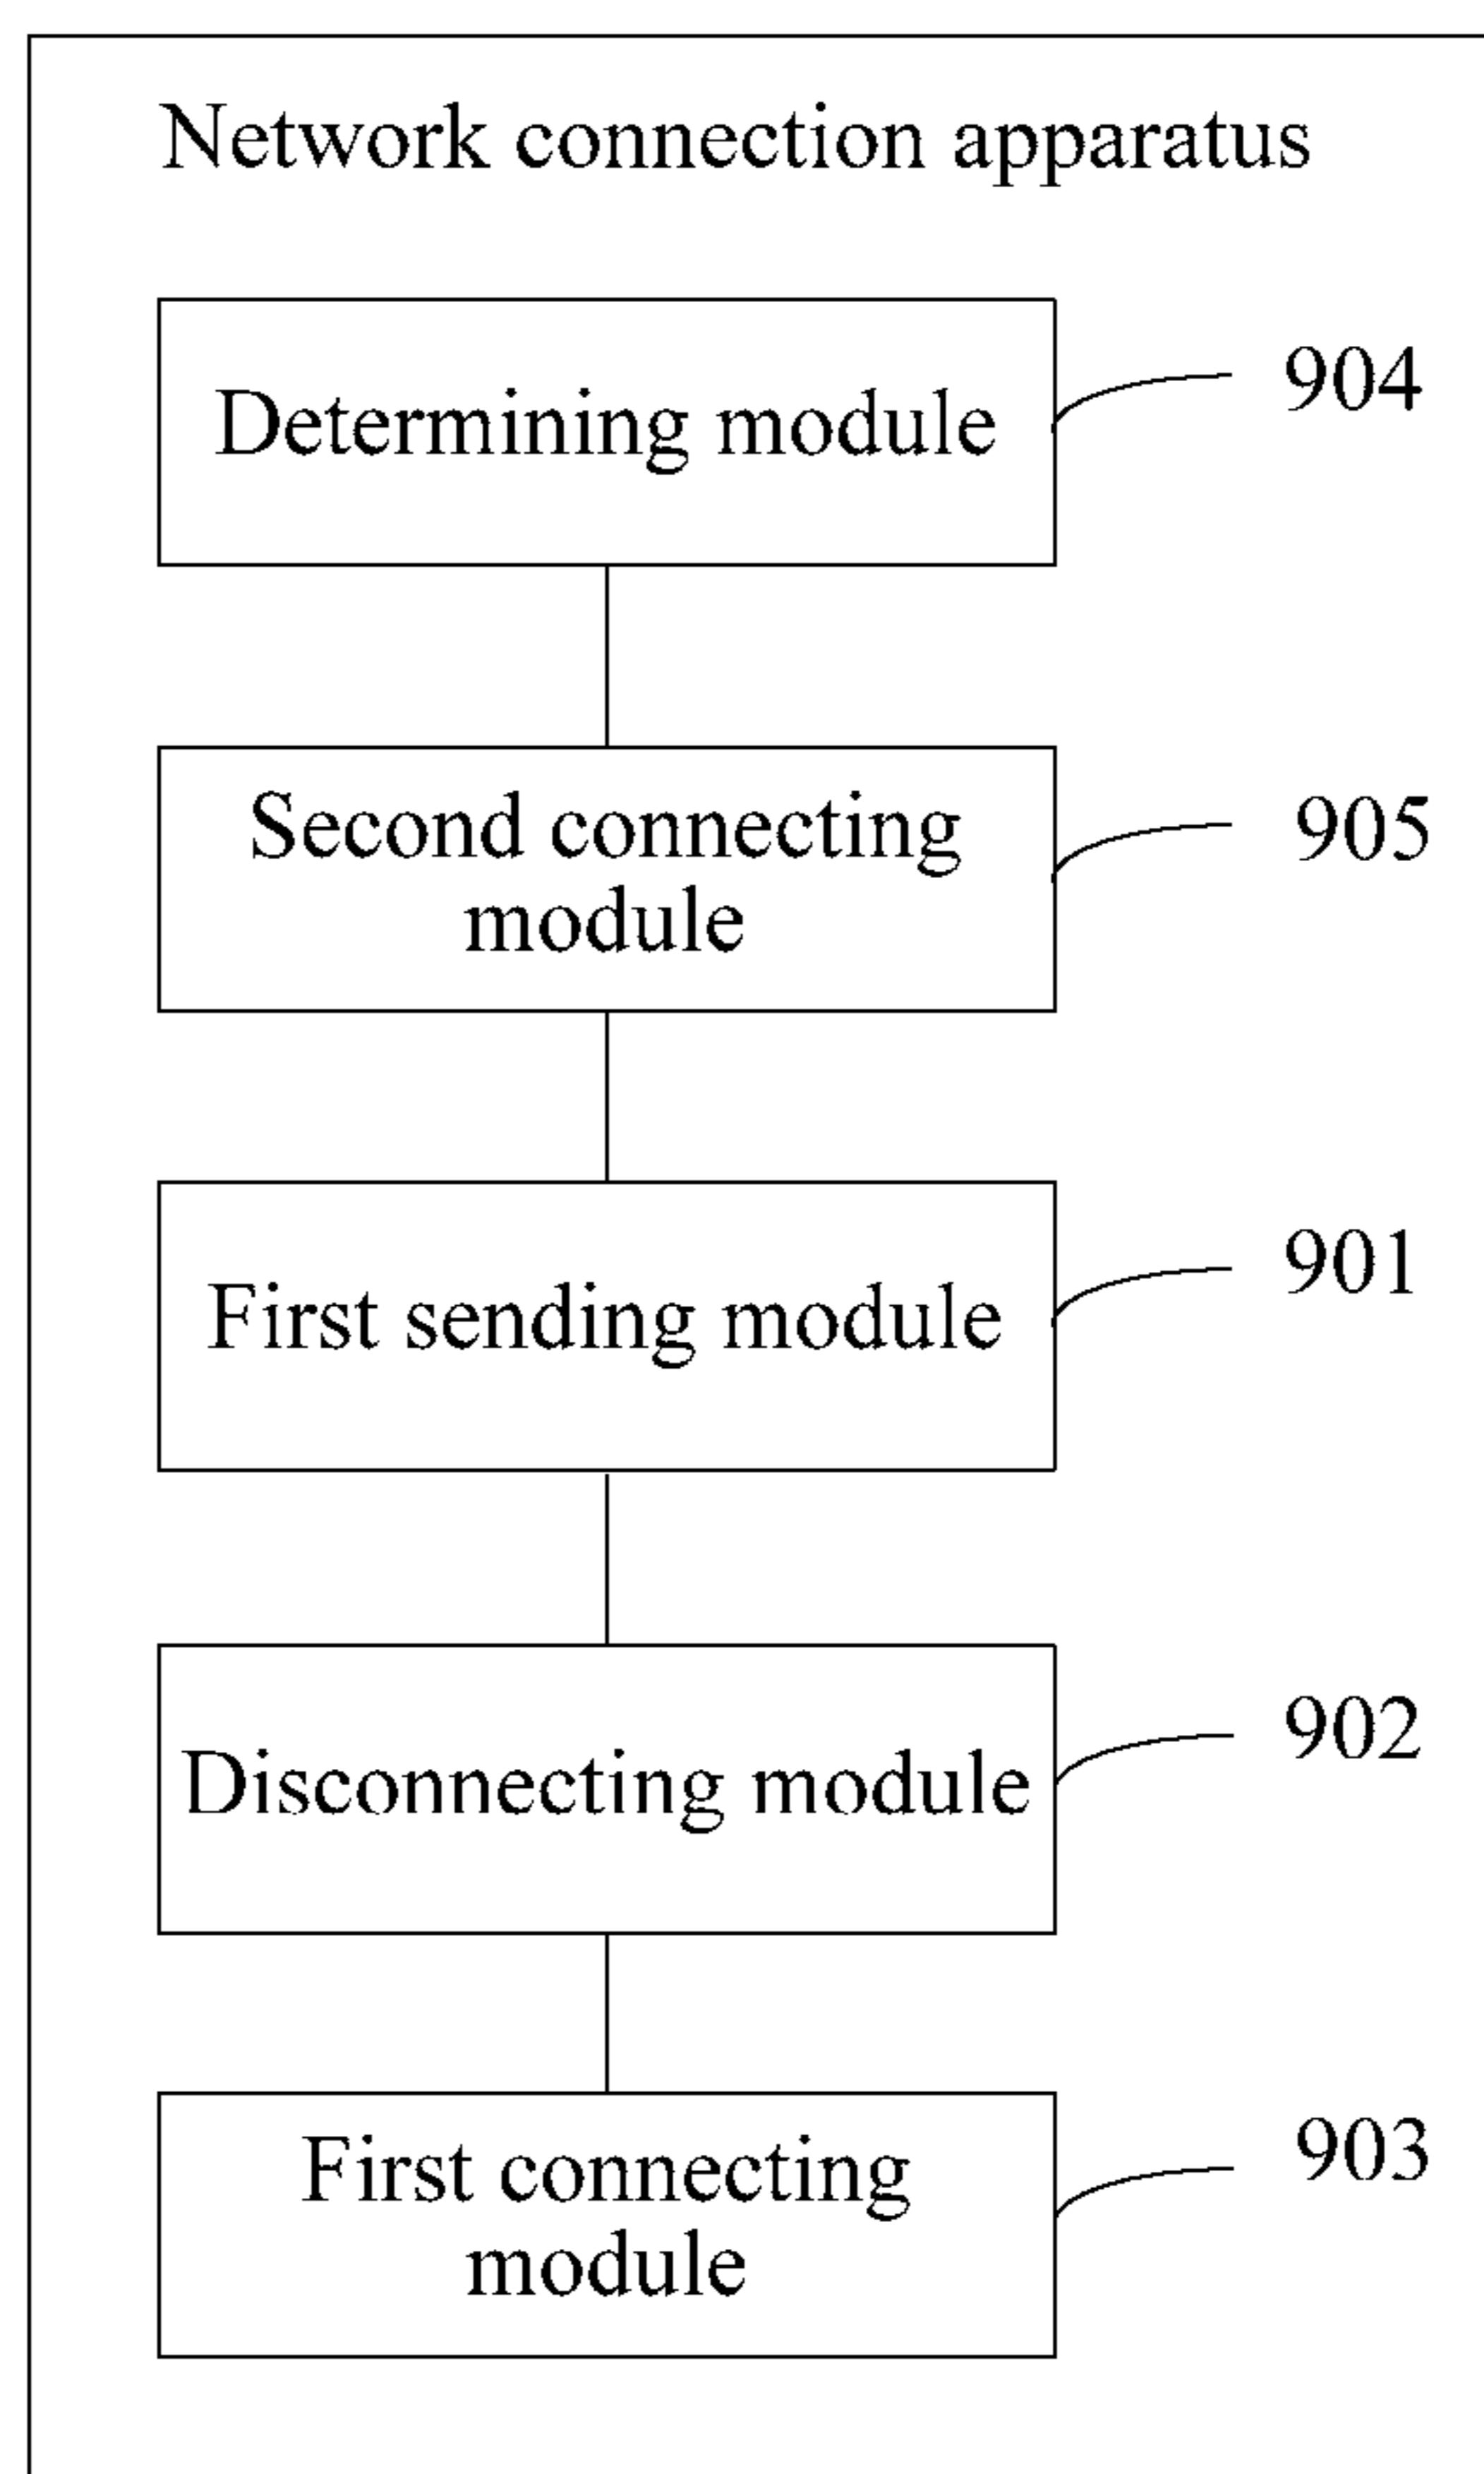 Network connection apparatus
Determining module
904
Second connecting
module
905
First sending module
901
Disconnecting module
902
First connecting
module
903